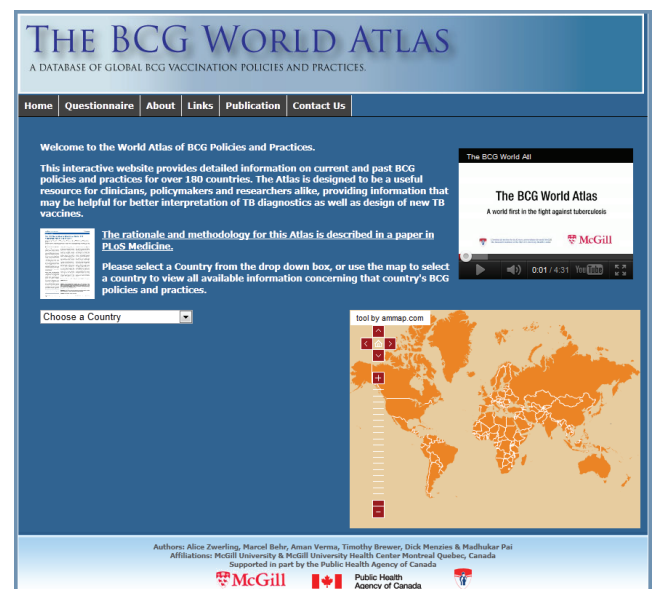 THE BCG WORLD ATLAS
A DATABASE OF GLOBAL BCG VACCINATION POLICIES AND PRACTICES.
Home Questionnaire About Links Publication Contact Us
Welcome to the World Atlas of BCG Policies and Practices.
This interactive website provides detailed information on current and past BCG
policies and practices for over 180 countries. The Atlas is designed to be a useful
resource for clinicians, policymakers and researchers alike, providing information that
may be helpful for better interpretation of TB diagnostics as well as design of new TB
vaccines.
The rationale and methodology for this Atlas is described in a paper in
PLoS Medicine.
Please select a Country from the drop down box, or use the map to select
a country to view all available information concerning that country's BCG
policies and practices.
The BCG World Atl
The BCG World Atlas
A world first in the fight against tuberculosis
McGill
0:01 / 4:31 YouTube
Choose a Country
tool by ammap.com
Authors: Alice Zwerling, Marcel Behr, Aman Verma, Timothy Brewer, Dick Menzies & Madhukar Pai
Affiliations: McGill University & McGill University Health Center Montreal Quebec, Canada
Supported in part by the Public Health Agency of Canada
McGill
Public Health
Agency of Canada